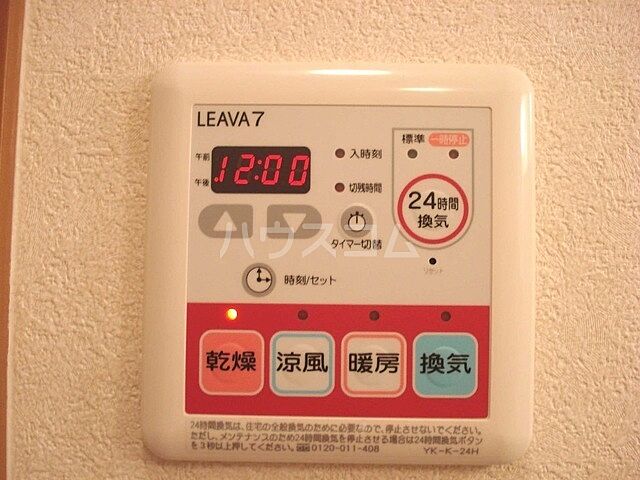 LEAVA7
標準 一時停止
午前
午後
12:00
入時刻
切残時間
24時間
換気
タイマー切替
ハウスコム
リセット
時刻/セット
乾燥 涼風 暖房 換気
24時間換気は、住宅の全般換気のために必要なので、停止させないでください。
ただし、メンテナンスのため24時間換気を停止させる場合は24時間換気ボタン
を3秒以上押してください。 0120-011-408 YK-K-24H